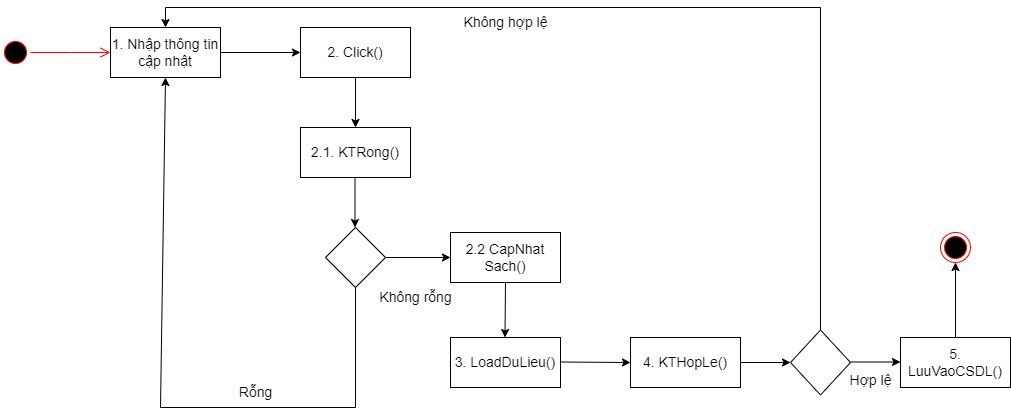 Không hợp lệ
1. Nhập thông tin
cập nhật
2. Click()
2.1. KTRong()
2.2 CapNhat
Sach()
Không rỗng
3. LoadDuLieu()
4. KTHopLe()
Hợp lệ
5.
LuuVaoCSDL()
Rỗng